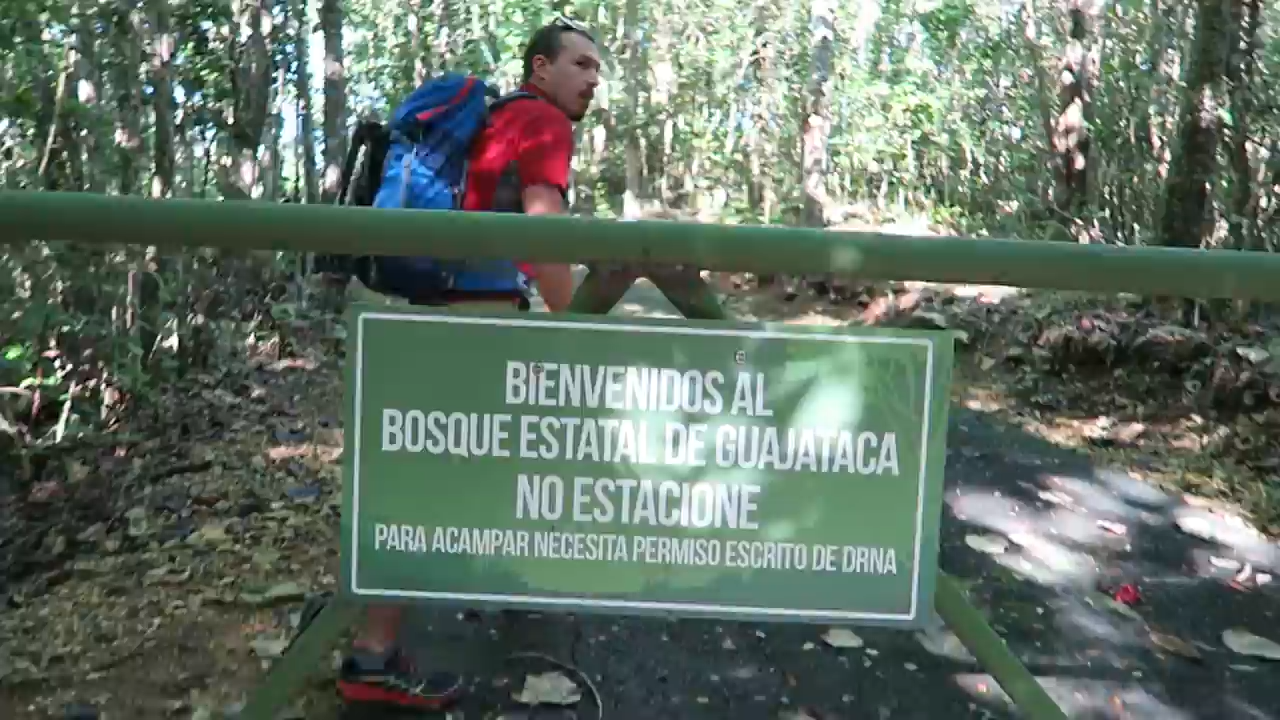 BIENVENIDOS AL
BOSQUE ESTATAL DE GUAJATACA
NO ESTACIONE
PARA ACAMPAR NECESITA PERMISO ESCRITO DE DRNA